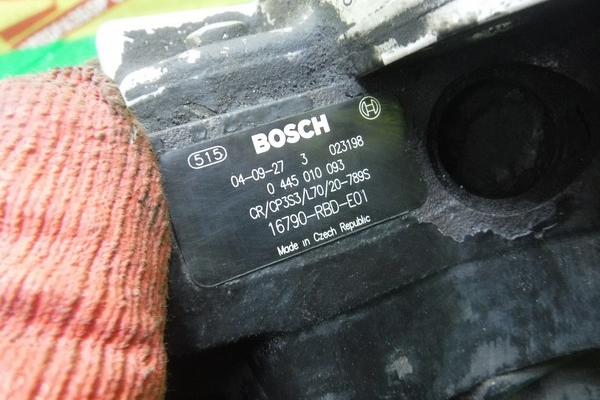 BOSCH
515
04-09-27 3 023198
0 445 010 093
CR/CP3S3/L70/20-789S
16790-RBD-E01
Made in Czech Republic